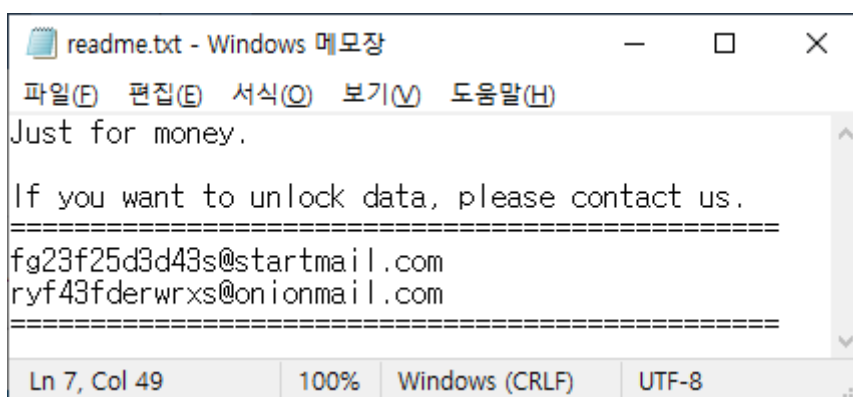 readme.txt - Windows 메모장
파일(F) 편집(E) 서식(O) 보기(V) 도움말(H)
Just for money.
If you want to unlock data, please contact us.
================================================
fg23f25d3d43s@startmail.com
ryf43fderwrxs@onionmail.com
================================================
Ln 7, Col 49 100% Windows (CRLF) UTF-8